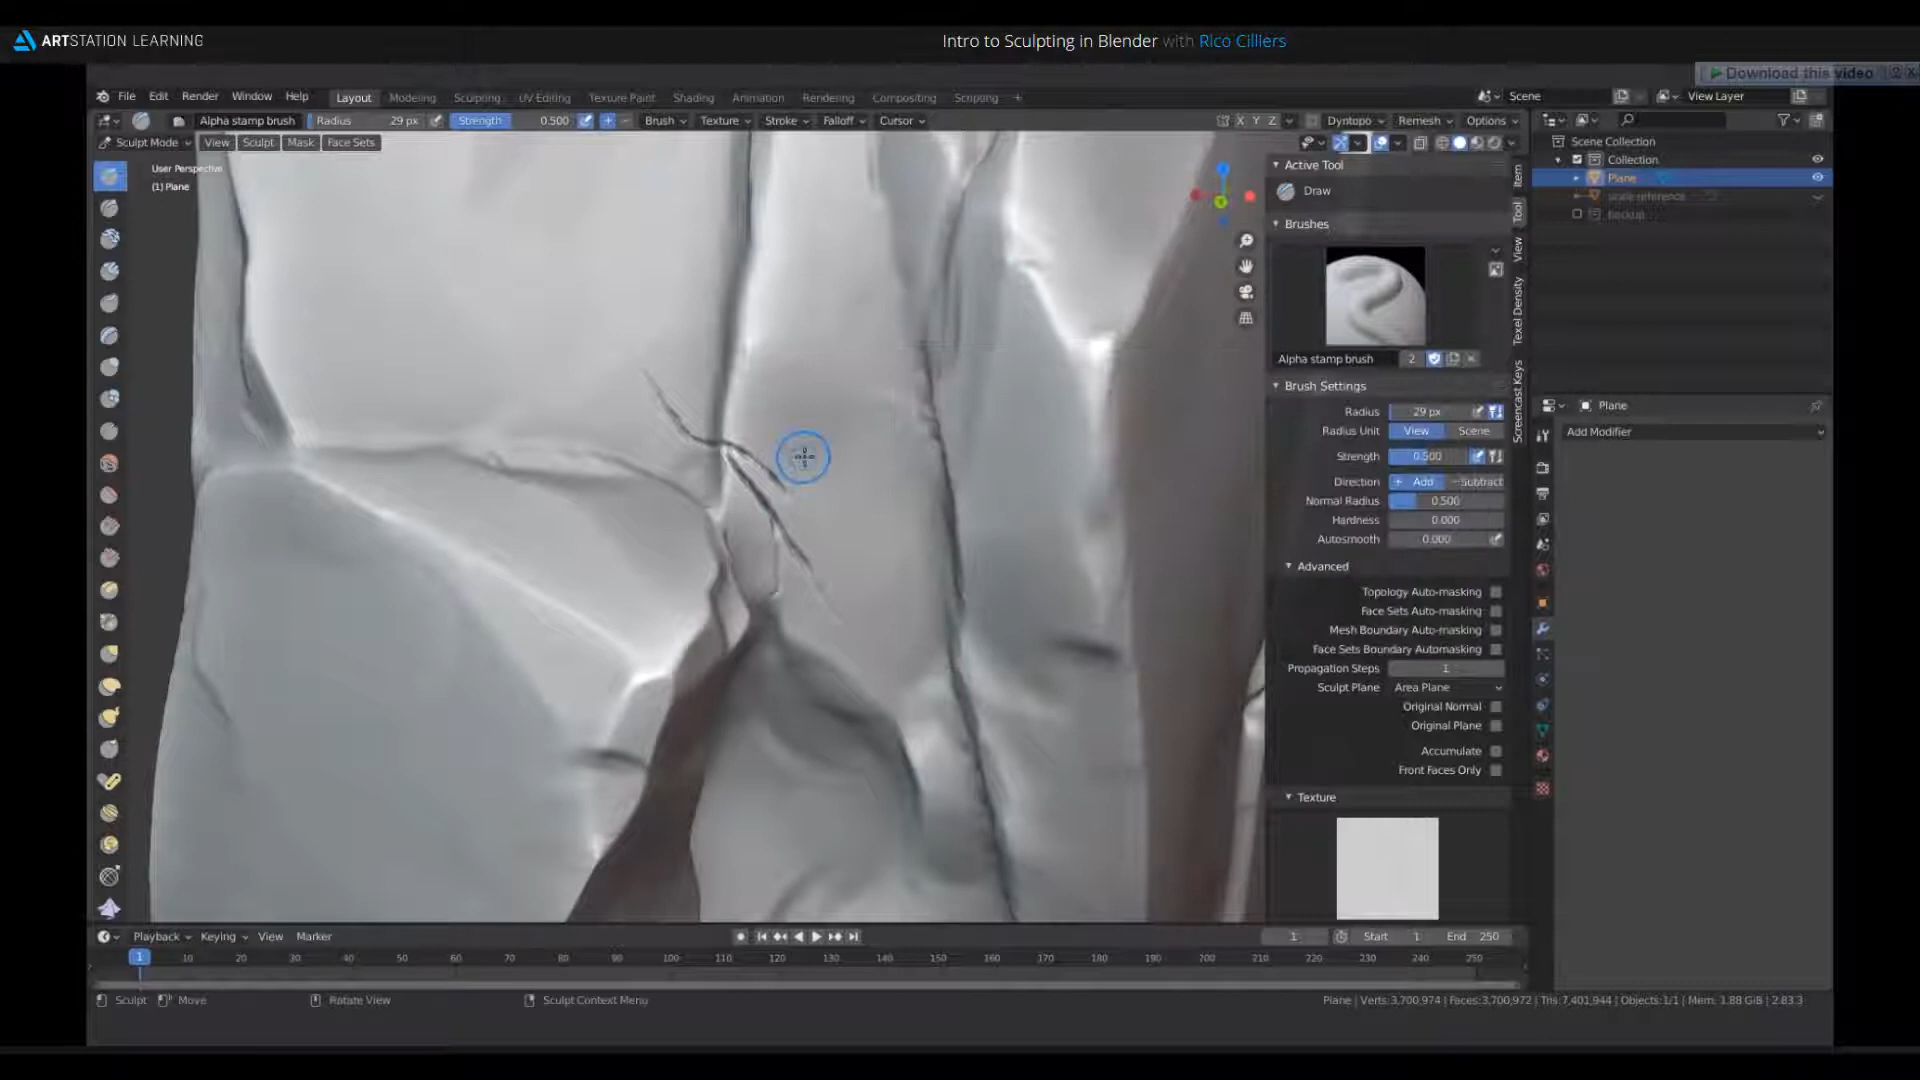 ARTSTATION LEARNING
Intro to Sculpting in Blender with Rico Cilliers
Download this video
File Edit Render Window Help Layout Modeling Sculpting UV Editing Texture Paint Shading Animation Rendering Compositing Scripting +
Scene View Layer
Alpha stamp brush Radius 29 px Strength 0.500 + Brush Texture Stroke Falloff Cursor X Y Z Dyntopo Remesh Options
Sculpt Mode View Sculpt Mask Face Sets
User Perspective
(1) Plane
Scene Collection
Collection
Plane
scale reference
Active Tool
Draw
Brushes
Alpha stamp brush 2
Brush Settings
Radius 29 px
Radius Unit View Scene
Strength 0.500
Direction + Add Subtract
Normal Radius 0.500
Hardness 0.000
Autosmooth 0.000
Advanced
Topology Auto-masking
Face Sets Auto-masking
Mesh Boundary Auto-masking
Face Sets Boundary Automasking
Propagation Steps 1
Sculpt Plane Area Plane
Original Normal
Original Plane
Accumulate
Front Faces Only
Texture
Item
Tool
View
Texel Density
Screencast Keys
Plane
Add Modifier
Playback Keying View Marker 1 Start 1 End 250
1 10 20 30 40 50 60 70 80 90 100 110 120 130 140 150 160 170 180 190 200 210 220 230 240 250
Sculpt Move Rotate View Sculpt Context Menu Plane | Verts:3,700,974 | Faces:3,700,972 | Tris:7,401,944 | Objects:1/1 | Mem: 1.88 GiB | 2.83.3